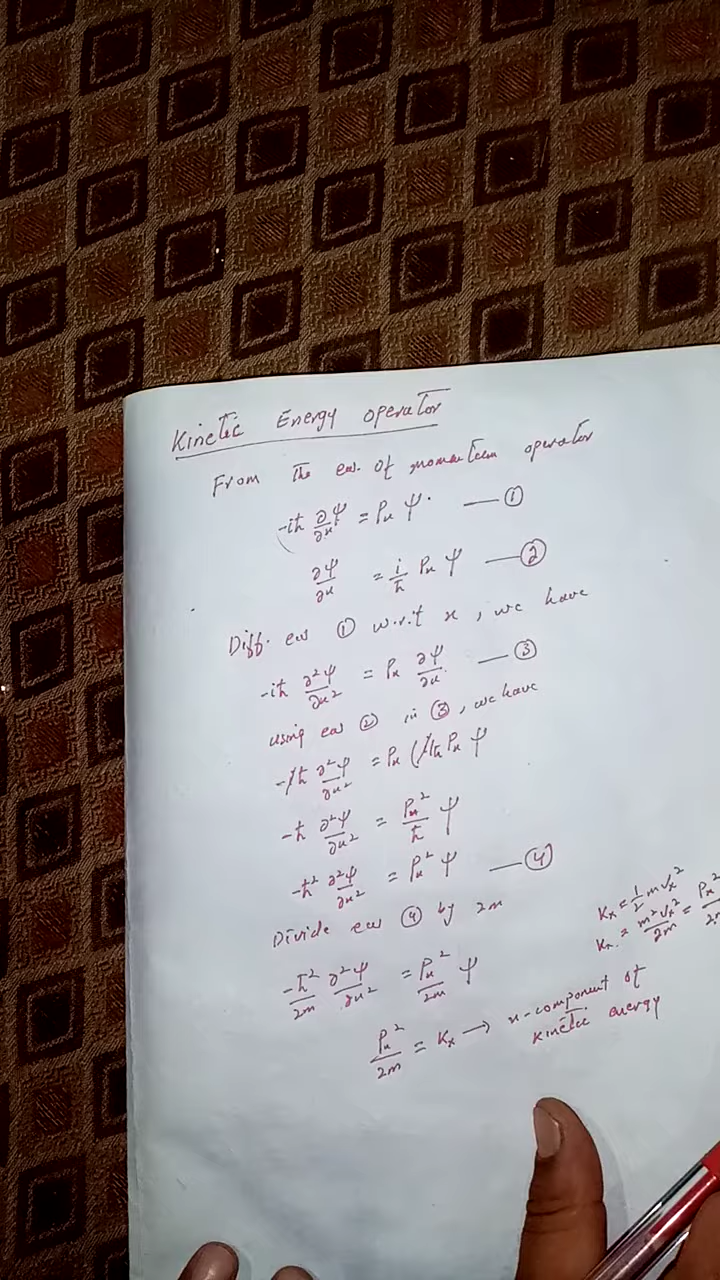 Kinetic Energy operator
From the eq. of momentum operator
-iħ ∂ψ/∂x = Pₓ ψ. — ①
∂ψ/∂x = i/ħ Pₓ ψ — ②
Diff. eq ① w.r.t x, we have
-iħ ∂²ψ/∂x² = Pₓ ∂ψ/∂x. — ③
using eq ② in ③, we have
-iħ ∂²ψ/∂x² = Pₓ (i/ħ Pₓ ψ
-ħ ∂²ψ/∂x² = Pₓ²/ħ ψ
-ħ² ∂²ψ/∂x² = Pₓ² ψ — ④
Divide eq ④ by 2m
Kₓ = 1/2 m vₓ²
Kₓ = m² vₓ²/2m = Pₓ²/2m
-ħ²/2m ∂²ψ/∂x² = Pₓ²/2m ψ
Pₓ²/2m = Kₓ → x-component of
kinetic energy